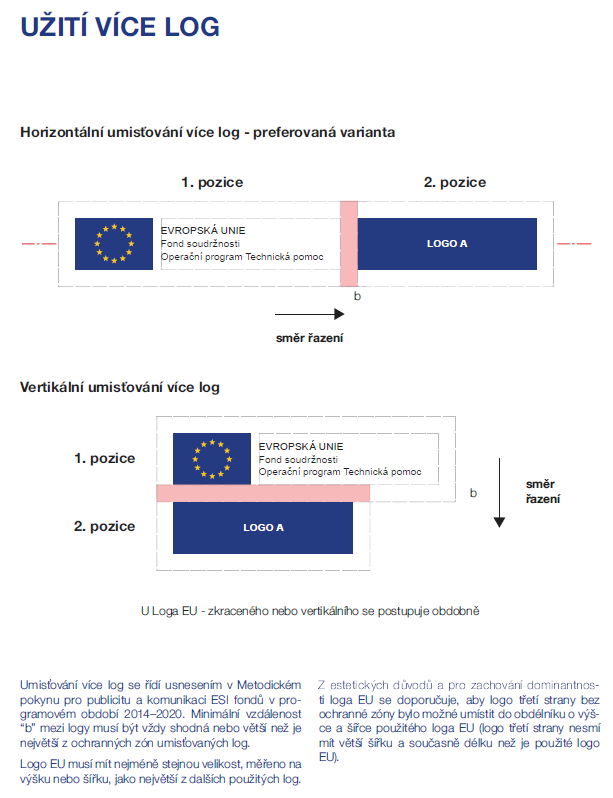 UŽITÍ VÍCE LOG
Horizontální umisťování více log - preferovaná varianta
1. pozice
2. pozice
EVROPSKÁ UNIE
Fond soudržnosti
Operační program Technická pomoc
LOGO A
b
směr řazení
Vertikální umisťování více log
1. pozice
EVROPSKÁ UNIE
Fond soudržnosti
Operační program Technická pomoc
b
směr
řazení
2. pozice
LOGO A
U Loga EU - zkraceného nebo vertikálního se postupuje obdobně
Umisťování více log se řídí usnesením v Metodickém
pokynu pro publicitu a komunikaci ESI fondů v pro-
gramovém období 2014–2020. Minimální vzdálenost
“b” mezi logy musí být vždy shodná nebo větší než je
největší z ochranných zón umisťovaných log.
Logo EU musí mít nejméně stejnou velikost, měřeno na
výšku nebo šířku, jako největší z dalších použitých log.
Z estetických důvodů a pro zachování dominantnos-
ti loga EU se doporučuje, aby logo třetí strany bez
ochranné zóny bylo možné umístit do obdélníku o výš-
ce a šířce použitého loga EU (logo třetí strany nesmí
mít větší šířku a současně délku než je použité logo
EU).